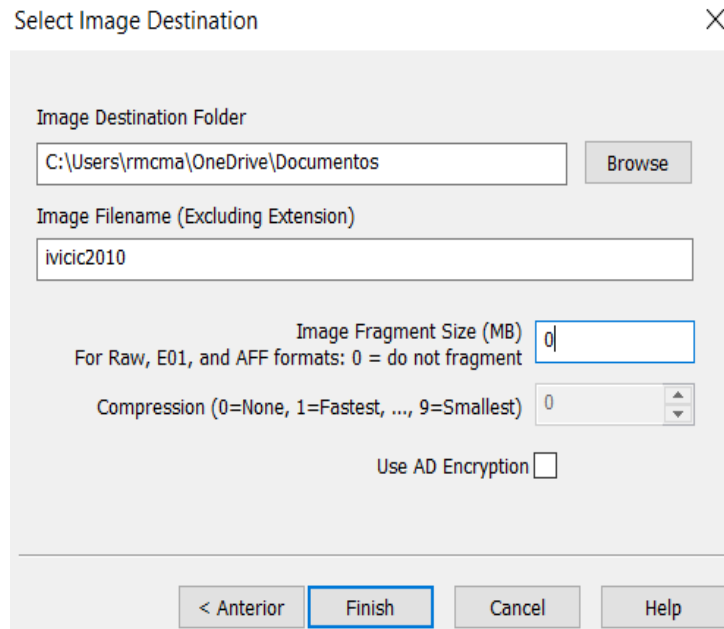 Select Image Destination
Image Destination Folder
C:\Users\rmcma\OneDrive\Documentos
Browse
Image Filename (Excluding Extension)
ivicic2010
Image Fragment Size (MB)
0
For Raw, E01, and AFF formats: 0 = do not fragment
Compression (0=None, 1=Fastest, ..., 9=Smallest)
0
Use AD Encryption
< Anterior
Finish
Cancel
Help